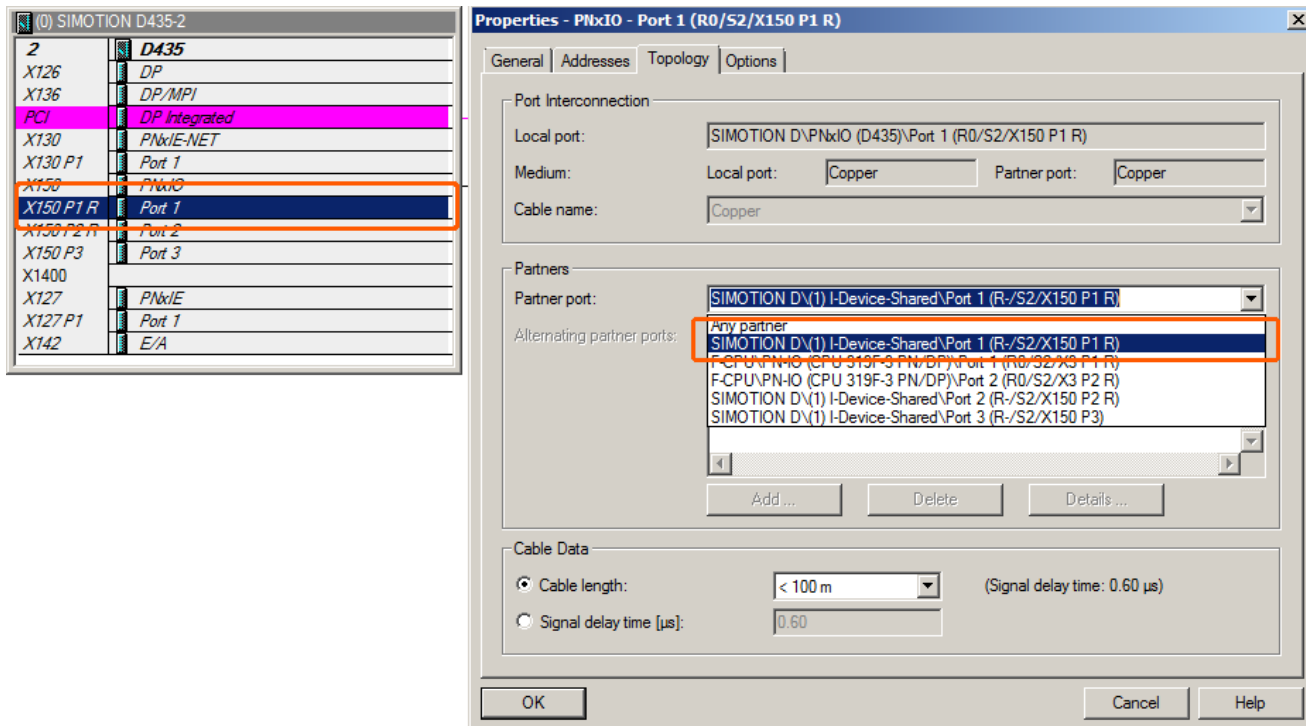 (0) SIMOTION D435-2
2 D435
X126 DP
X136 DP/MPI
PCI DP Integrated
X130 PNxIE-NET
X130 P1 Port 1
X150 PNxIO
X150 P1 R Port 1
X150 P2 R Port 2
X150 P3 Port 3
X1400
X127 PNxIE
X127 P1 Port 1
X142 E/A
Properties - PNxIO - Port 1 (R0/S2/X150 P1 R)
General Addresses Topology Options
Port Interconnection
Local port: SIMOTION D\PNxIO (D435)\Port 1 (R0/S2/X150 P1 R)
Medium: Local port: Copper Partner port: Copper
Cable name: Copper
Partners
Partner port: SIMOTION D\(1) I-Device-Shared\Port 1 (R-/S2/X150 P1 R)
Alternating partner ports:
Any partner
SIMOTION D\(1) I-Device-Shared\Port 1 (R-/S2/X150 P1 R)
F-CPU\PN-IO (CPU 319F-3 PN/DP)\Port 1 (R0/S2/X3 P1 R)
F-CPU\PN-IO (CPU 319F-3 PN/DP)\Port 2 (R0/S2/X3 P2 R)
SIMOTION D\(1) I-Device-Shared\Port 2 (R-/S2/X150 P2 R)
SIMOTION D\(1) I-Device-Shared\Port 3 (R-/S2/X150 P3)
Add ... Delete Details ...
Cable Data
Cable length: < 100 m (Signal delay time: 0.60 µs)
Signal delay time [µs]: 0.60
OK Cancel Help